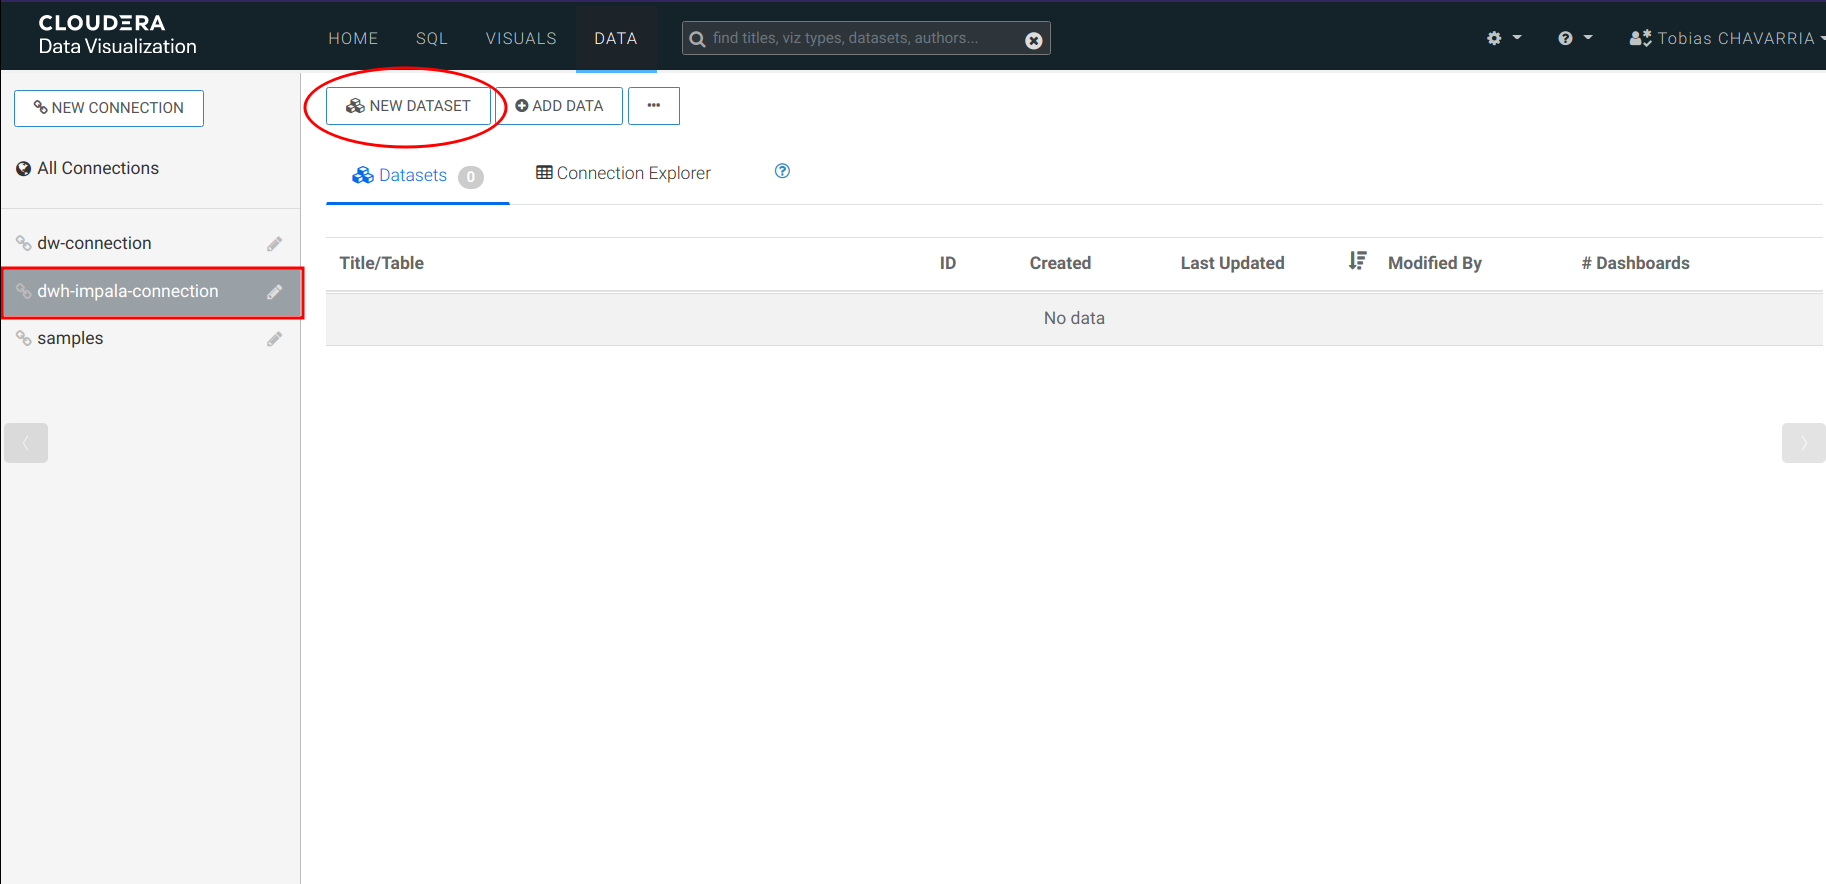 CLOUDERA
Data Visualization
HOME SQL VISUALS DATA find titles, viz types, datasets, authors... Tobias CHAVARRIA
NEW CONNECTION
NEW DATASET ADD DATA ...
All Connections
Datasets 0 Connection Explorer
dw-connection
dwh-impala-connection
samples
Title/Table ID Created Last Updated Modified By # Dashboards
No data